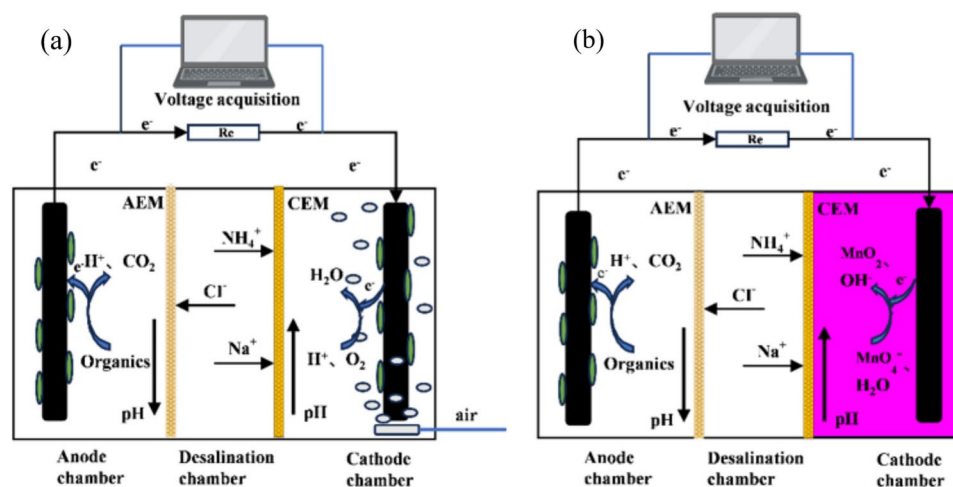 (a)
Voltage acquisition
e⁻
Re
e⁻
e⁻
e⁻
AEM
CEM
NH₄⁺
e⁻
H⁺、CO₂
H₂O
e⁻
Cl⁻
Organics
Na⁺
H⁺、O₂
pH
pH
air
Anode
chamber
Desalination
chamber
Cathode
chamber
(b)
Voltage acquisition
e⁻
Re
e⁻
e⁻
e⁻
AEM
CEM
NH₄⁺
MnO₂、
OH⁻
e⁻
H⁺、CO₂
e⁻
Cl⁻
Organics
Na⁺
MnO₄⁻、
H₂O
pH
pH
Anode
chamber
Desalination
chamber
Cathode
chamber